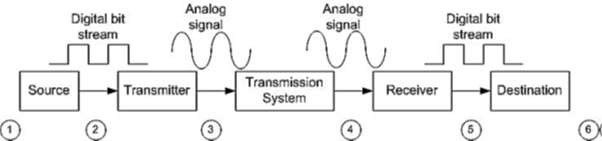 Digital bit
stream
Analog
signal
Analog
signal
Digital bit
stream
Source
Transmitter
Transmission
System
Receiver
Destination
1
2
3
4
5
6